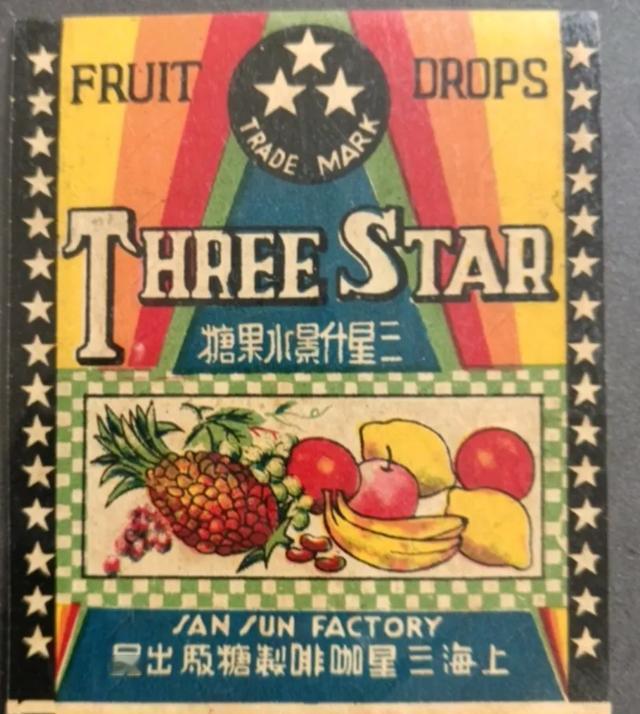 FRUIT DROPS
TRADE MARK
THREE STAR
三星什景水果糖
SAN SUN FACTORY
上海三星咖啡製糖厰出品